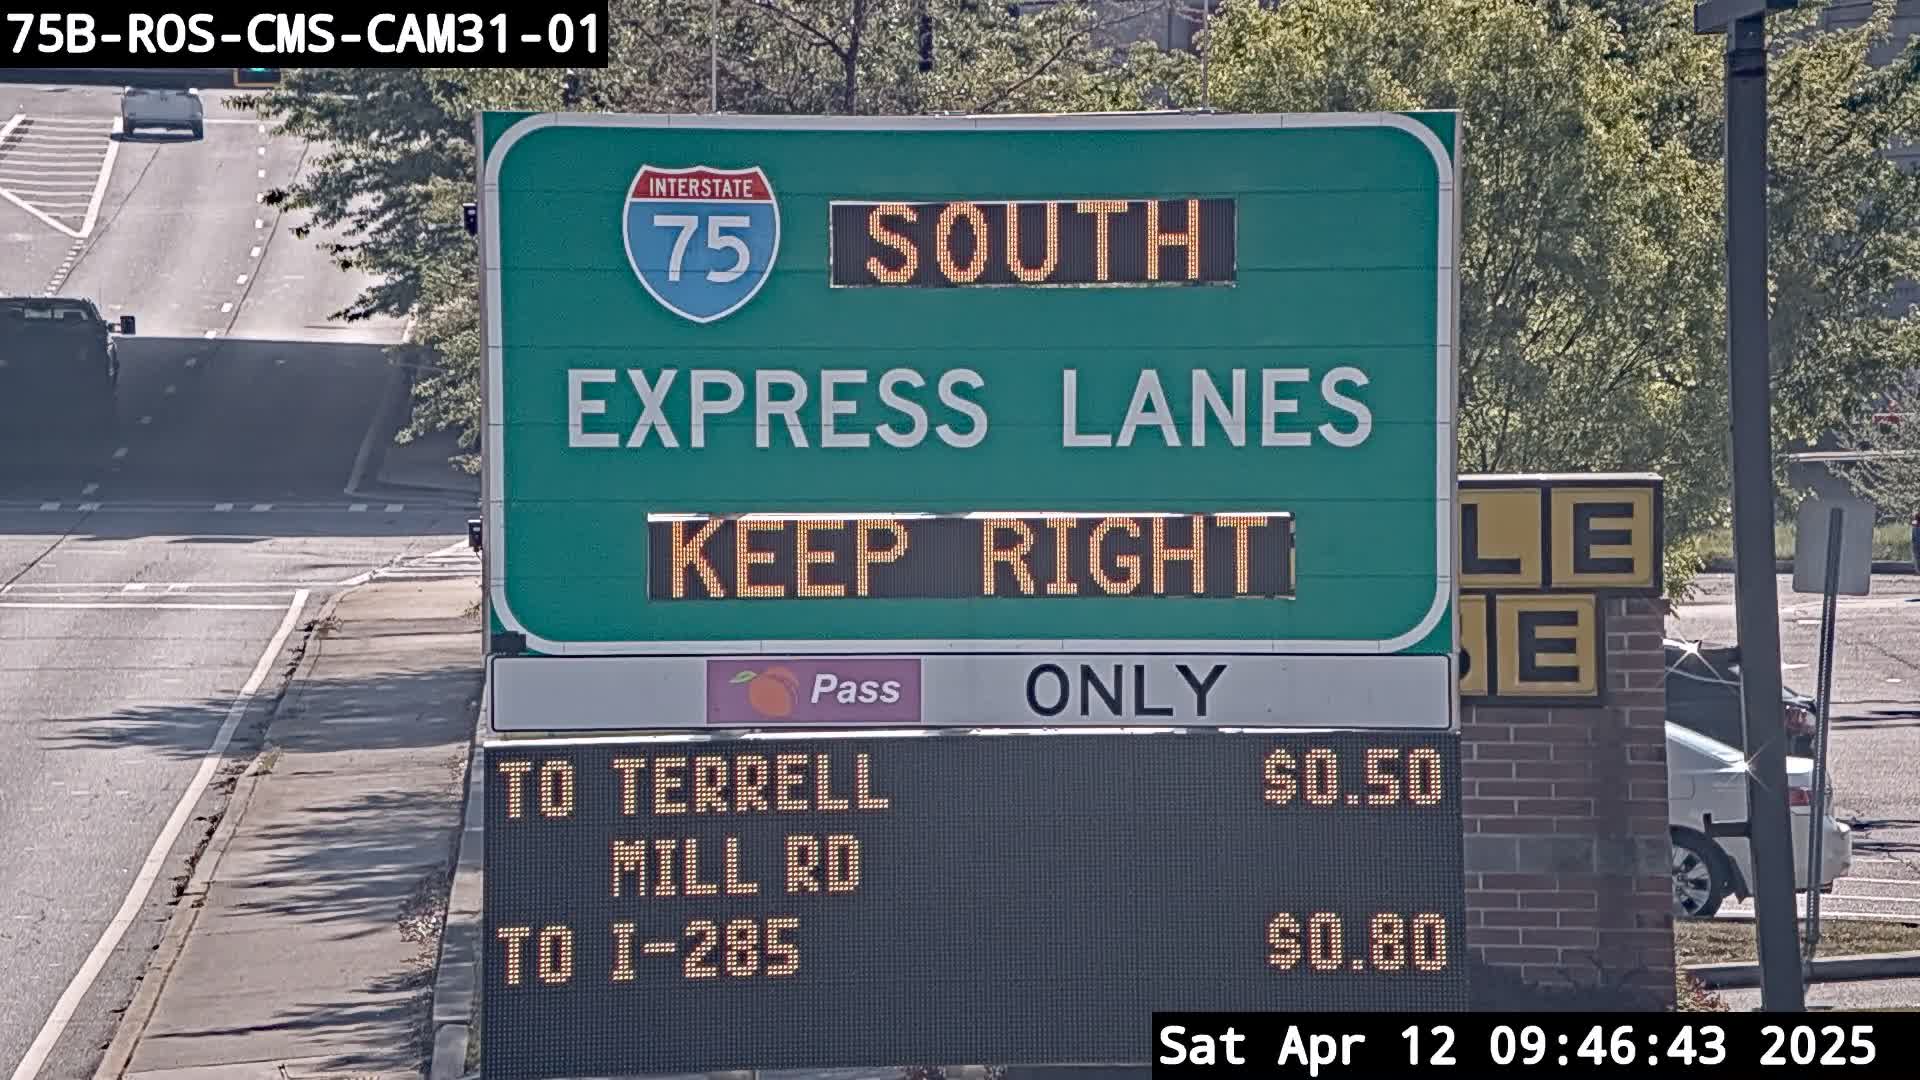 75B-ROS-CMS-CAM31-01
INTERSTATE
75
SOUTH
EXPRESS LANES
KEEP RIGHT
Pass ONLY
TO TERRELL $0.50
MILL RD
TO I-285 $0.80
LE
E
Sat Apr 12 09:46:43 2025